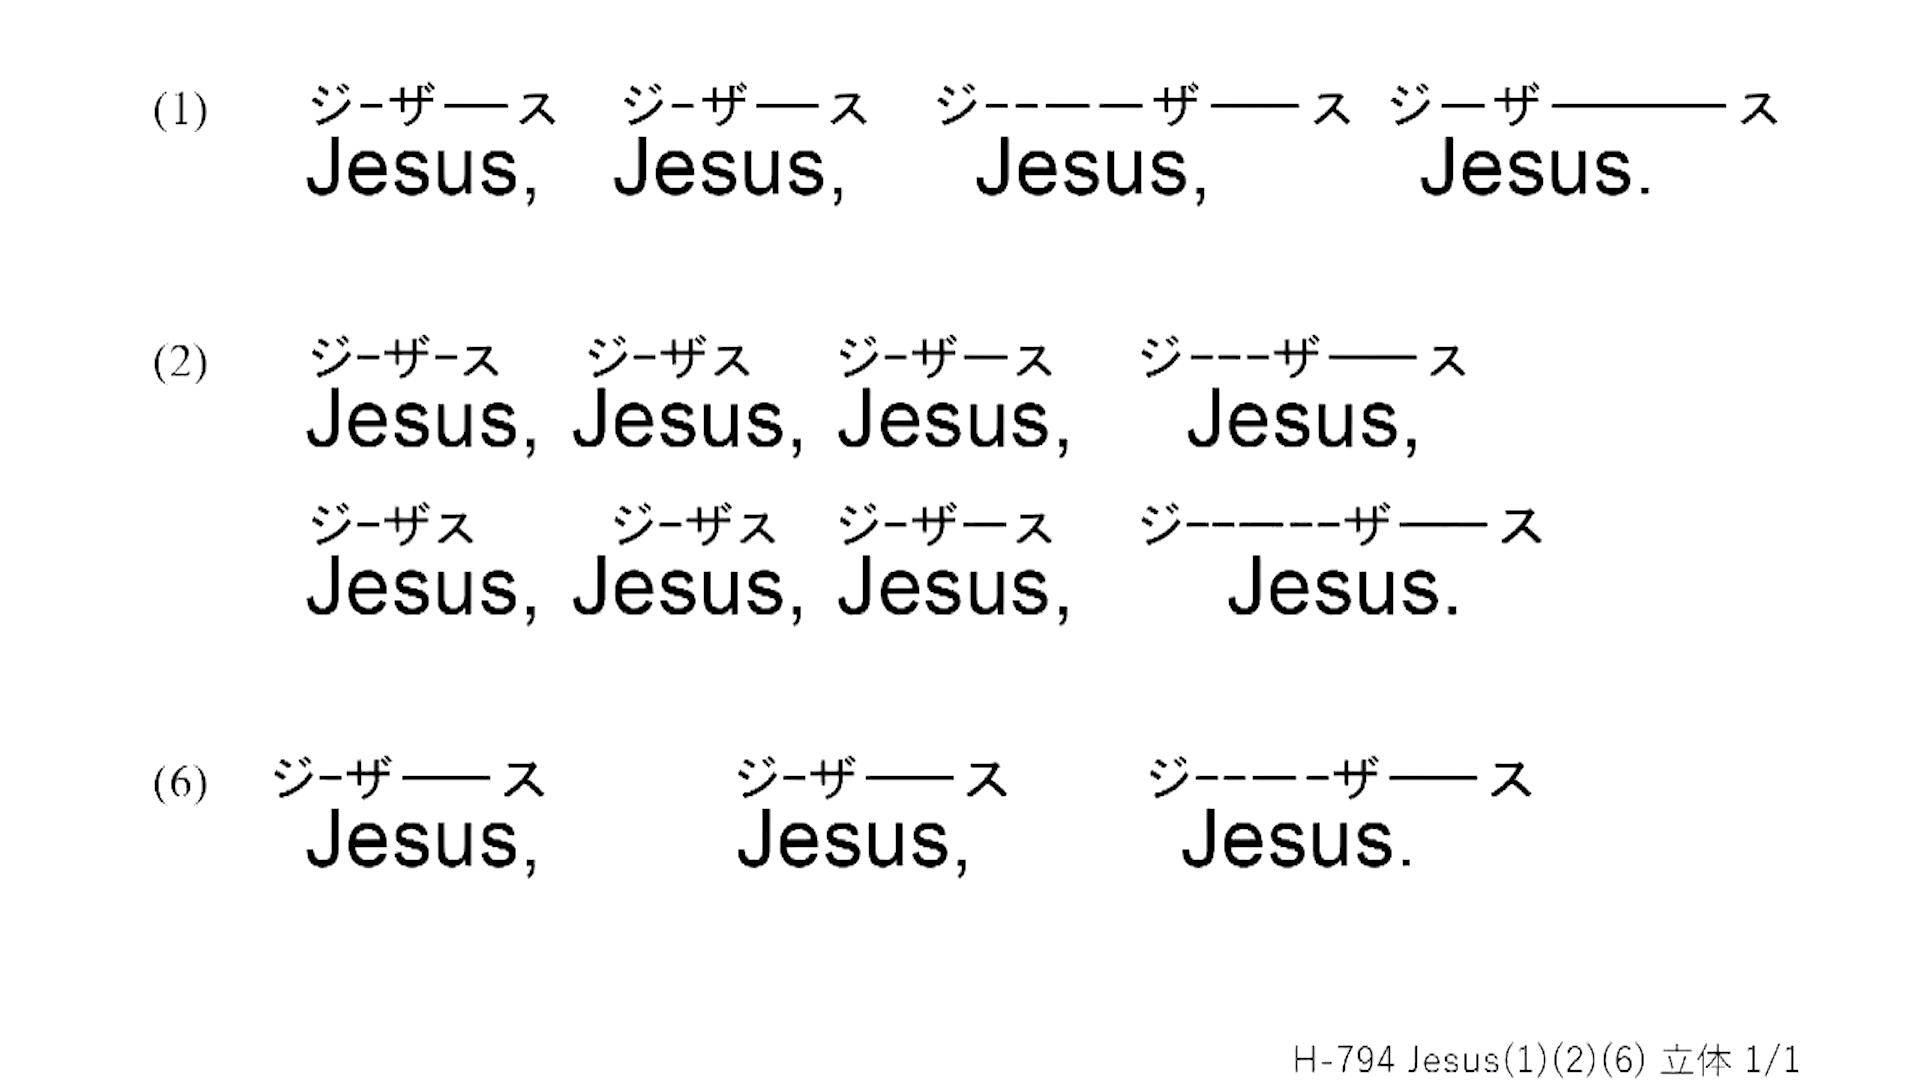 ジ-ザ──ス ジ-ザ──ス ジ--─-─ザ──ス ジ─ザ────ス
(1) Jesus, Jesus, Jesus, Jesus.
ジ-ザ-ス ジ-ザス ジ-ザ─ス ジ---ザ──ス
(2) Jesus, Jesus, Jesus, Jesus,
ジ-ザス ジ-ザス ジ-ザ─ス ジ--─--ザ──ス
Jesus, Jesus, Jesus, Jesus.
ジ-ザ──ス ジ-ザ──ス ジ--─-ザ──ス
(6) Jesus, Jesus, Jesus.
H-794 Jesus(1)(2)(6) 立体 1/1